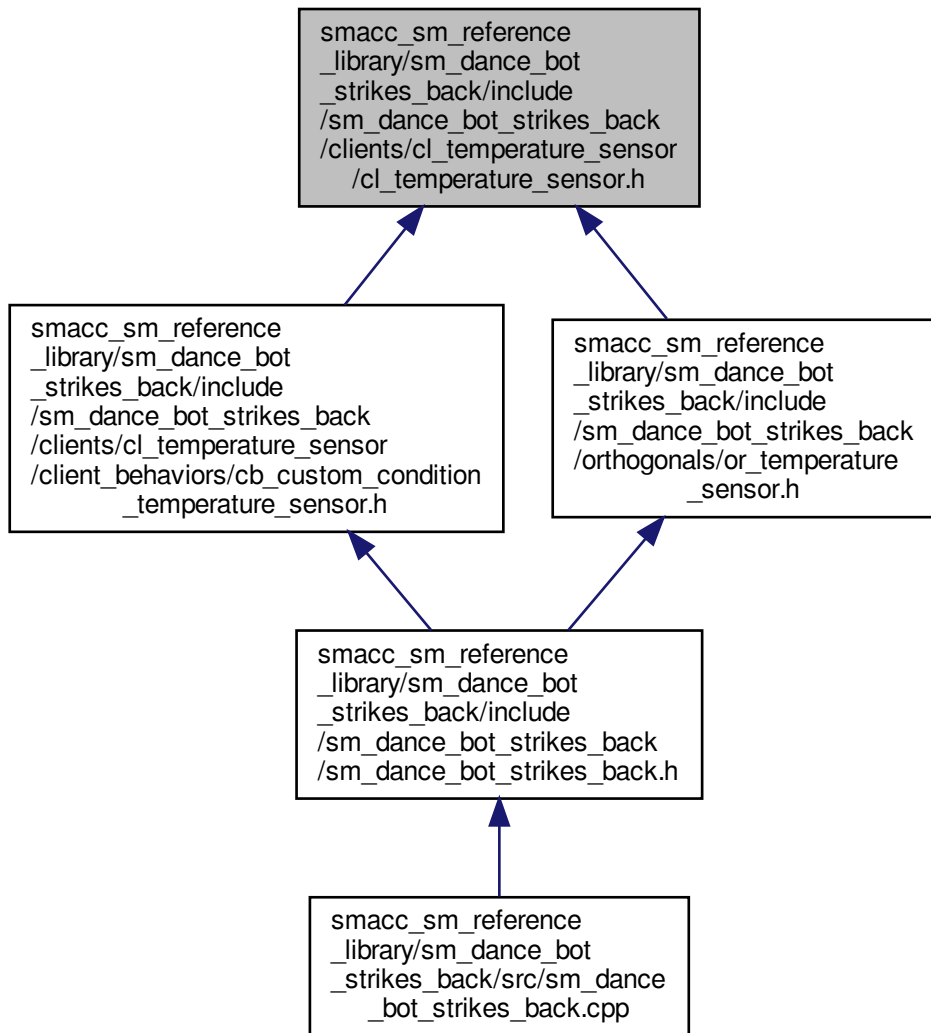 smacc_sm_reference
_library/sm_dance_bot
_strikes_back/include
/sm_dance_bot_strikes_back
/clients/cl_temperature_sensor
/cl_temperature_sensor.h
smacc_sm_reference
_library/sm_dance_bot
_strikes_back/include
/sm_dance_bot_strikes_back
/clients/cl_temperature_sensor
/client_behaviors/cb_custom_condition
_temperature_sensor.h
smacc_sm_reference
_library/sm_dance_bot
_strikes_back/include
/sm_dance_bot_strikes_back
/orthogonals/or_temperature
_sensor.h
smacc_sm_reference
_library/sm_dance_bot
_strikes_back/include
/sm_dance_bot_strikes_back
/sm_dance_bot_strikes_back.h
smacc_sm_reference
_library/sm_dance_bot
_strikes_back/src/sm_dance
_bot_strikes_back.cpp